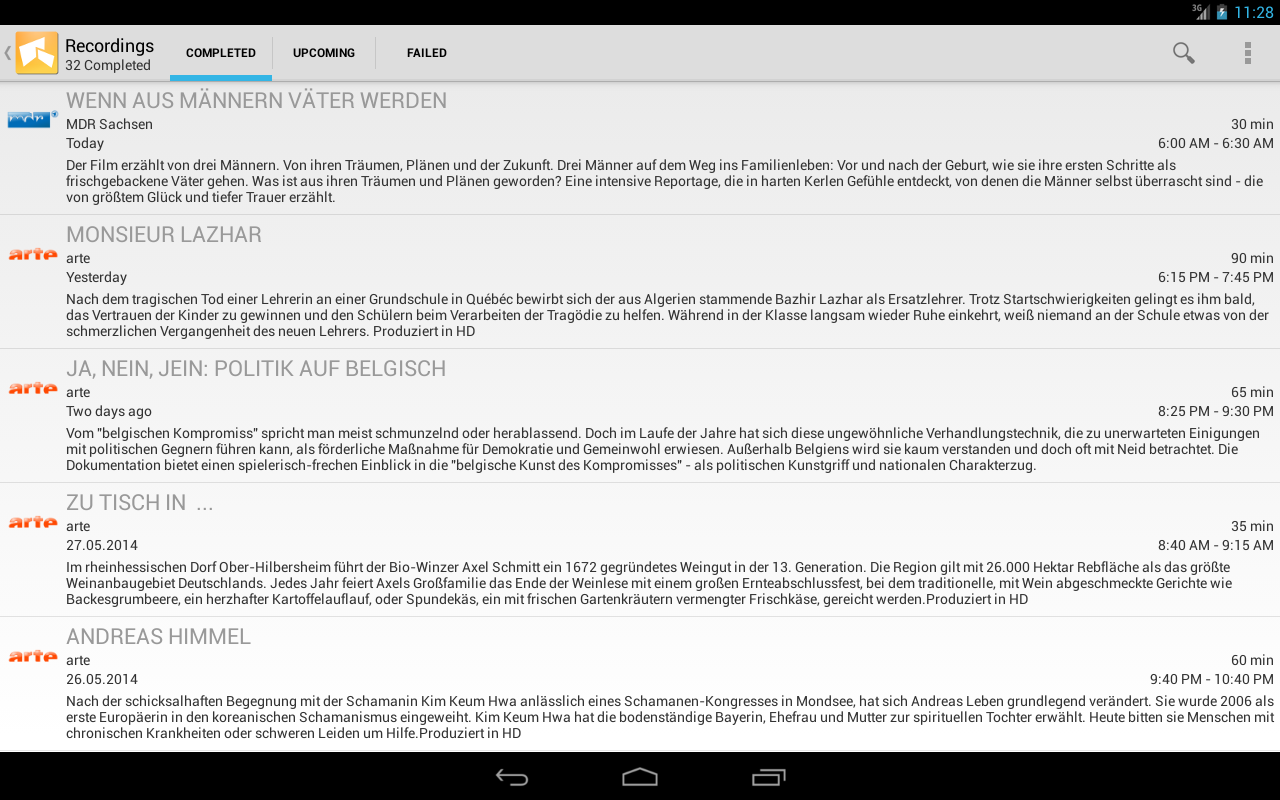 3G 11:28
Recordings
32 Completed
COMPLETED UPCOMING FAILED
WENN AUS MÄNNERN VÄTER WERDEN
mdr
MDR Sachsen 30 min
Today 6:00 AM - 6:30 AM
Der Film erzählt von drei Männern. Von ihren Träumen, Plänen und der Zukunft. Drei Männer auf dem Weg ins Familienleben: Vor und nach der Geburt, wie sie ihre ersten Schritte als
frischgebackene Väter gehen. Was ist aus ihren Träumen und Plänen geworden? Eine intensive Reportage, die in harten Kerlen Gefühle entdeckt, von denen die Männer selbst überrascht sind - die
von größtem Glück und tiefer Trauer erzählt.
MONSIEUR LAZHAR
arte
arte 90 min
Yesterday 6:15 PM - 7:45 PM
Nach dem tragischen Tod einer Lehrerin an einer Grundschule in Québéc bewirbt sich der aus Algerien stammende Bazhir Lazhar als Ersatzlehrer. Trotz Startschwierigkeiten gelingt es ihm bald,
das Vertrauen der Kinder zu gewinnen und den Schülern beim Verarbeiten der Tragödie zu helfen. Während in der Klasse langsam wieder Ruhe einkehrt, weiß niemand an der Schule etwas von der
schmerzlichen Vergangenheit des neuen Lehrers. Produziert in HD
JA, NEIN, JEIN: POLITIK AUF BELGISCH
arte
arte 65 min
Two days ago 8:25 PM - 9:30 PM
Vom "belgischen Kompromiss" spricht man meist schmunzelnd oder herablassend. Doch im Laufe der Jahre hat sich diese ungewöhnliche Verhandlungstechnik, die zu unerwarteten Einigungen
mit politischen Gegnern führen kann, als förderliche Maßnahme für Demokratie und Gemeinwohl erwiesen. Außerhalb Belgiens wird sie kaum verstanden und doch oft mit Neid betrachtet. Die
Dokumentation bietet einen spielerisch-frechen Einblick in die "belgische Kunst des Kompromisses" - als politischen Kunstgriff und nationalen Charakterzug.
ZU TISCH IN ...
arte
arte 35 min
27.05.2014 8:40 AM - 9:15 AM
Im rheinhessischen Dorf Ober-Hilbersheim führt der Bio-Winzer Axel Schmitt ein 1672 gegründetes Weingut in der 13. Generation. Die Region gilt mit 26.000 Hektar Rebfläche als das größte
Weinanbaugebiet Deutschlands. Jedes Jahr feiert Axels Großfamilie das Ende der Weinlese mit einem großen Ernteabschlussfest, bei dem traditionelle, mit Wein abgeschmeckte Gerichte wie
Backesgrumbeere, ein herzhafter Kartoffelauflauf, oder Spundekäs, ein mit frischen Gartenkräutern vermengter Frischkäse, gereicht werden.Produziert in HD
ANDREAS HIMMEL
arte
arte 60 min
26.05.2014 9:40 PM - 10:40 PM
Nach der schicksalhaften Begegnung mit der Schamanin Kim Keum Hwa anlässlich eines Schamanen-Kongresses in Mondsee, hat sich Andreas Leben grundlegend verändert. Sie wurde 2006 als
erste Europäerin in den koreanischen Schamanismus eingeweiht. Kim Keum Hwa hat die bodenständige Bayerin, Ehefrau und Mutter zur spirituellen Tochter erwählt. Heute bitten sie Menschen mit
chronischen Krankheiten oder schweren Leiden um Hilfe.Produziert in HD